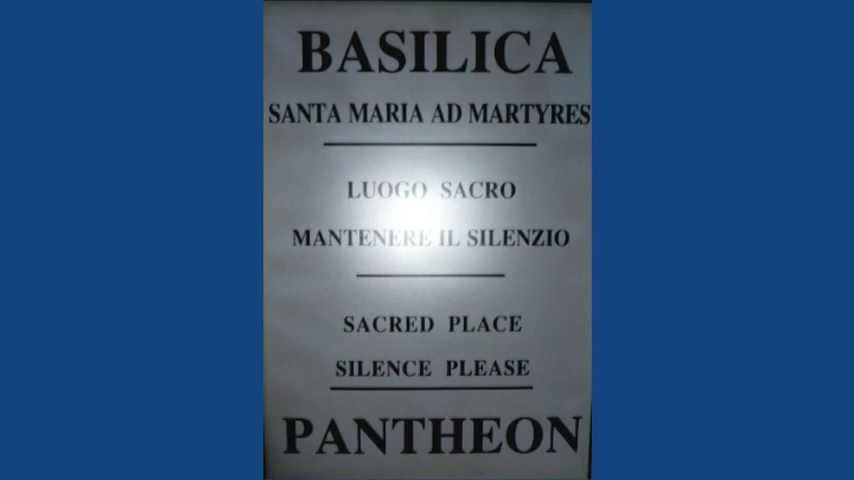 BASILICA
SANTA MARIA AD MARTYRES
LUOGO SACRO
MANTENERE IL SILENZIO
SACRED PLACE
SILENCE PLEASE
PANTHEON